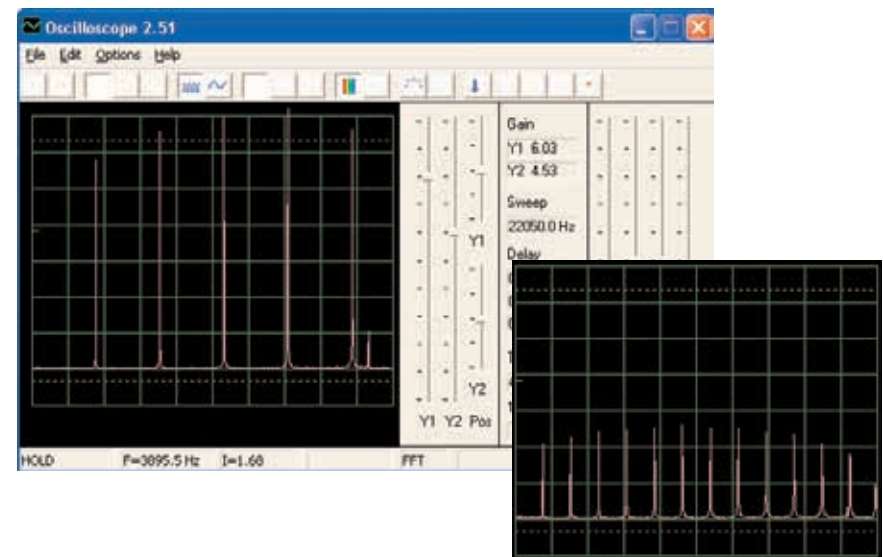 Oscilloscope 2.51
File Edit Options Help
Gain
Y1 6.03
Y2 4.53
Sweep
22050.0 Hz
Delay
Y1
Y2
Y1 Y2 Pos
HOLD F=3895.5 Hz I=1.68 FFT